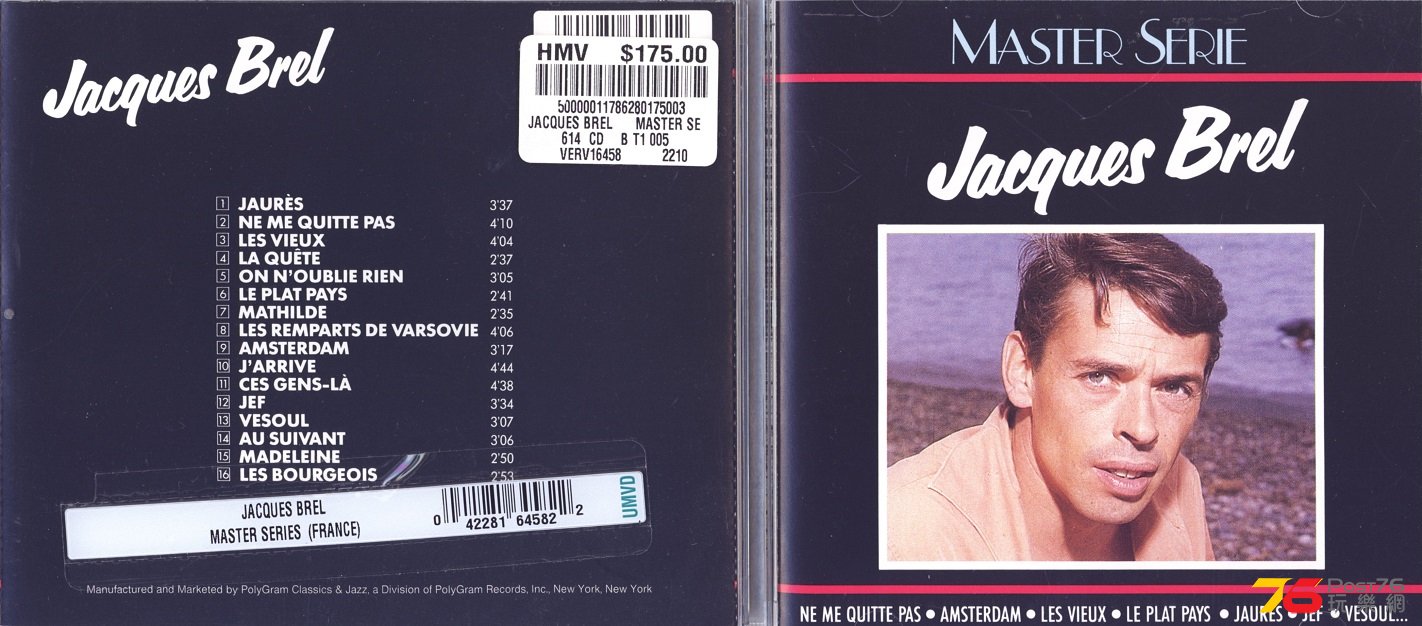 Jacques Brel
HMV $175.00
50000011786280175003
JACQUES BREL MASTER SE
614 CD B T1 005
VERV16458 2210
1 JAURÈS 3'37
2 NE ME QUITTE PAS 4'10
3 LES VIEUX 4'04
4 LA QUÊTE 2'37
5 ON N'OUBLIE RIEN 3'05
6 LE PLAT PAYS 2'41
7 MATHILDE 2'35
8 LES REMPARTS DE VARSOVIE 4'06
9 AMSTERDAM 3'17
10 J'ARRIVE 4'44
11 CES GENS-LÀ 4'38
12 JEF 3'34
13 VESOUL 3'07
14 AU SUIVANT 3'06
15 MADELEINE 2'50
16 LES BOURGEOIS 2'53
JACQUES BREL
MASTER SERIES (FRANCE)
0 42281 64582 2
UMVD
Manufactured and Marketed by PolyGram Classics & Jazz, a Division of PolyGram Records, Inc., New York, New York
MASTER SERIE
Jacques Brel
NE ME QUITTE PAS • AMSTERDAM • LES VIEUX • LE PLAT PAYS • JAURÈS • JEF • VESOUL...
76 Post76
玩樂網